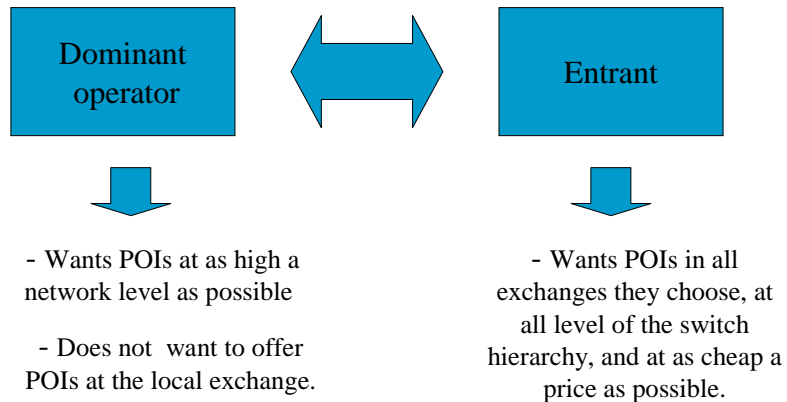 Dominant
operator
Entrant
- Wants POIs at as high a
network level as possible
- Does not want to offer
POIs at the local exchange.
- Wants POIs in all
exchanges they choose, at
all level of the switch
hierarchy, and at as cheap a
price as possible.